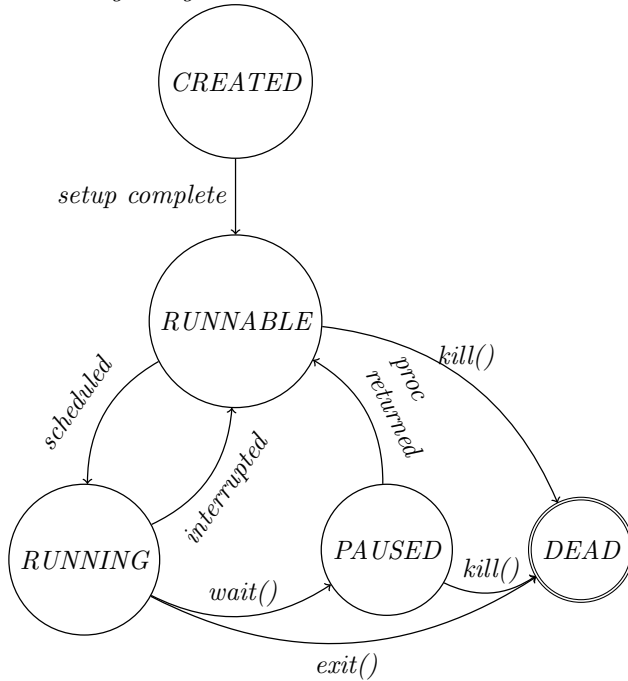 CREATED
setup complete
RUNNABLE
scheduled
interrupted
proc
returned
kill()
RUNNING
PAUSED
DEAD
wait()
kill()
exit()